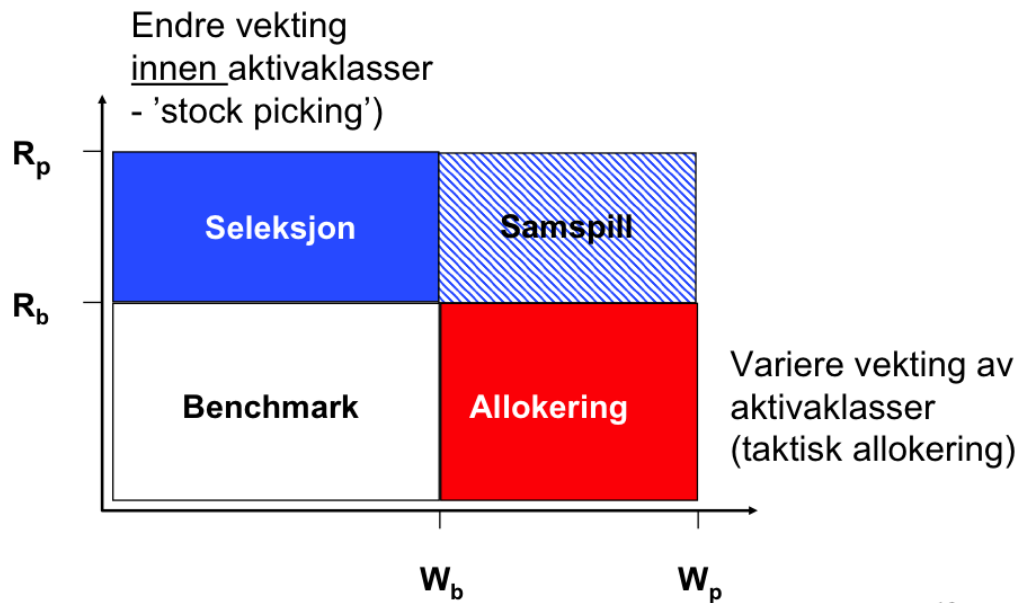 Endre vekting
innen aktivaklasser
- ’stock picking’)
Rp
Seleksjon
Samspill
Rb
Benchmark
Allokering
Variere vekting av
aktivaklasser
(taktisk allokering)
Wb
Wp